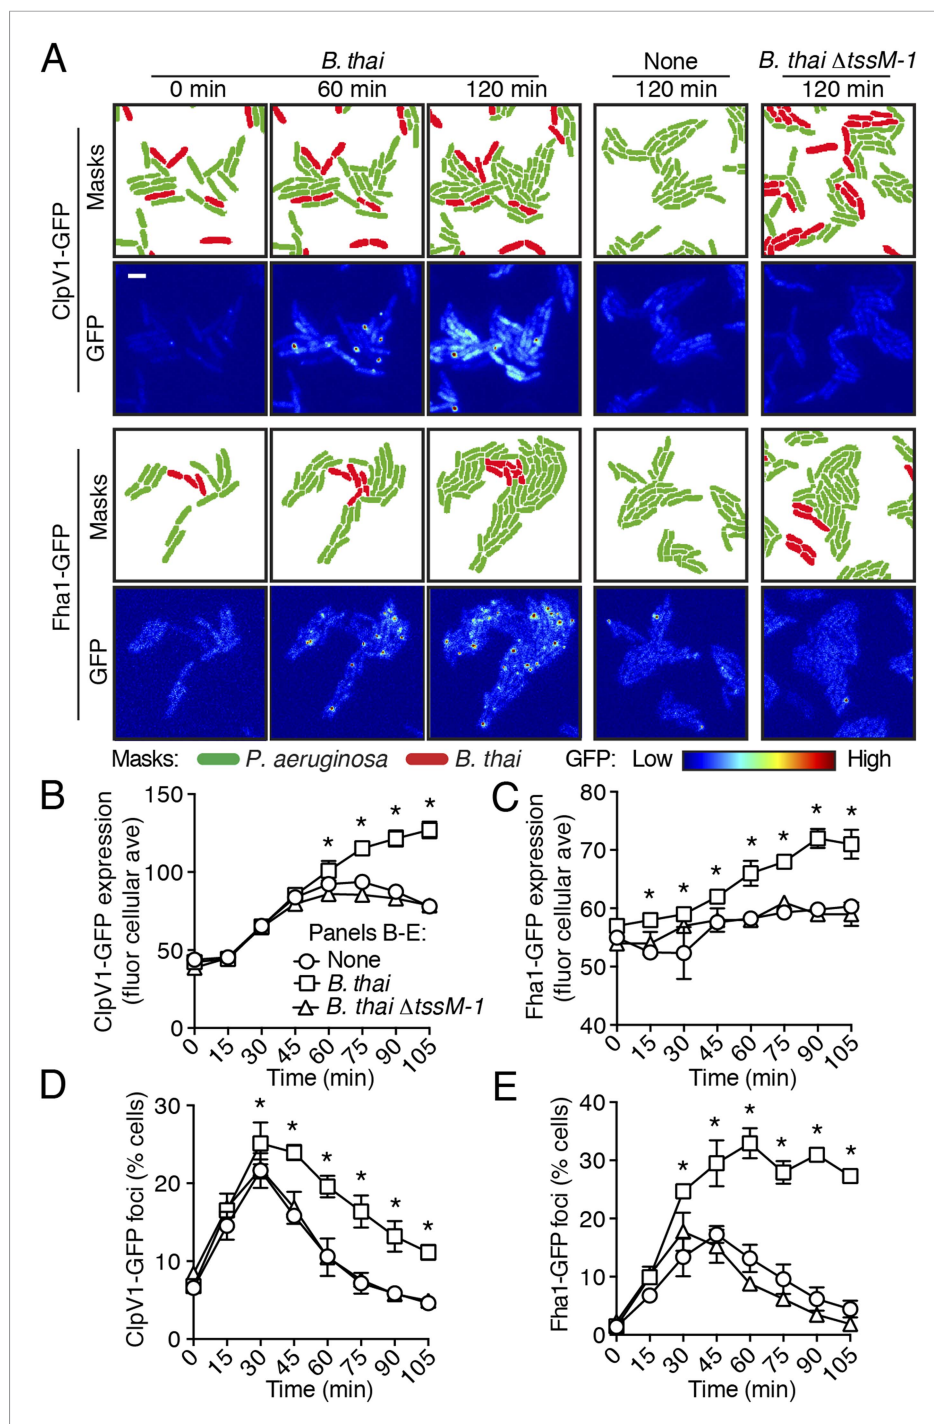 A
B. thai
None
B. thai ΔtssM-1
0 min
60 min
120 min
120 min
120 min
ClpV1-GFP
Masks
GFP
Fha1-GFP
Masks
GFP
Masks:
P. aeruginosa
B. thai
GFP:
Low
High
B
ClpV1-GFP expression
(fluor cellular ave)
150
100
50
0
* * * *
Panels B-E:
None
B. thai
B. thai ΔtssM-1
0 15 30 45 60 75 90 105
Time (min)
C
Fha1-GFP expression
(fluor cellular ave)
80
70
60
50
40
* * * * * * *
0 15 30 45 60 75 90 105
Time (min)
D
ClpV1-GFP foci (% cells)
30
20
10
0
* * * * * *
0 15 30 45 60 75 90 105
Time (min)
E
Fha1-GFP foci (% cells)
40
30
20
10
0
* * * * * *
0 15 30 45 60 75 90 105
Time (min)